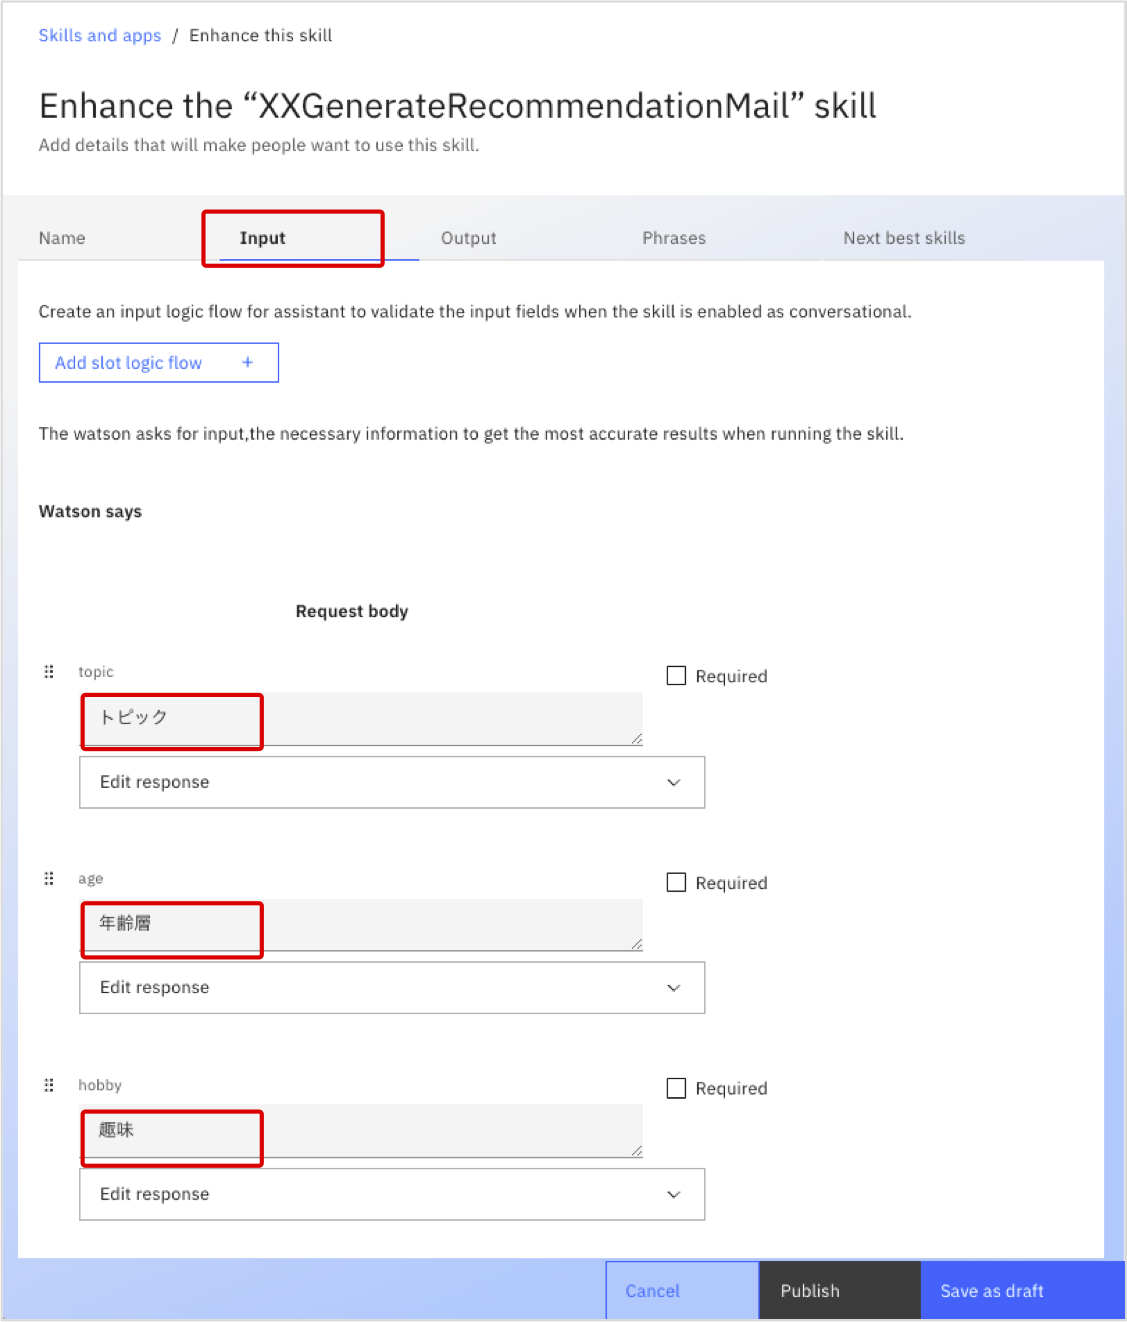 Skills and apps / Enhance this skill
Enhance the “XXGenerateRecommendationMail” skill
Add details that will make people want to use this skill.
Name Input Output Phrases Next best skills
Create an input logic flow for assistant to validate the input fields when the skill is enabled as conversational.
Add slot logic flow +
The watson asks for input,the necessary information to get the most accurate results when running the skill.
Watson says
Request body
topic Required
トピック
Edit response
age Required
年齢層
Edit response
hobby Required
趣味
Edit response
Cancel Publish Save as draft